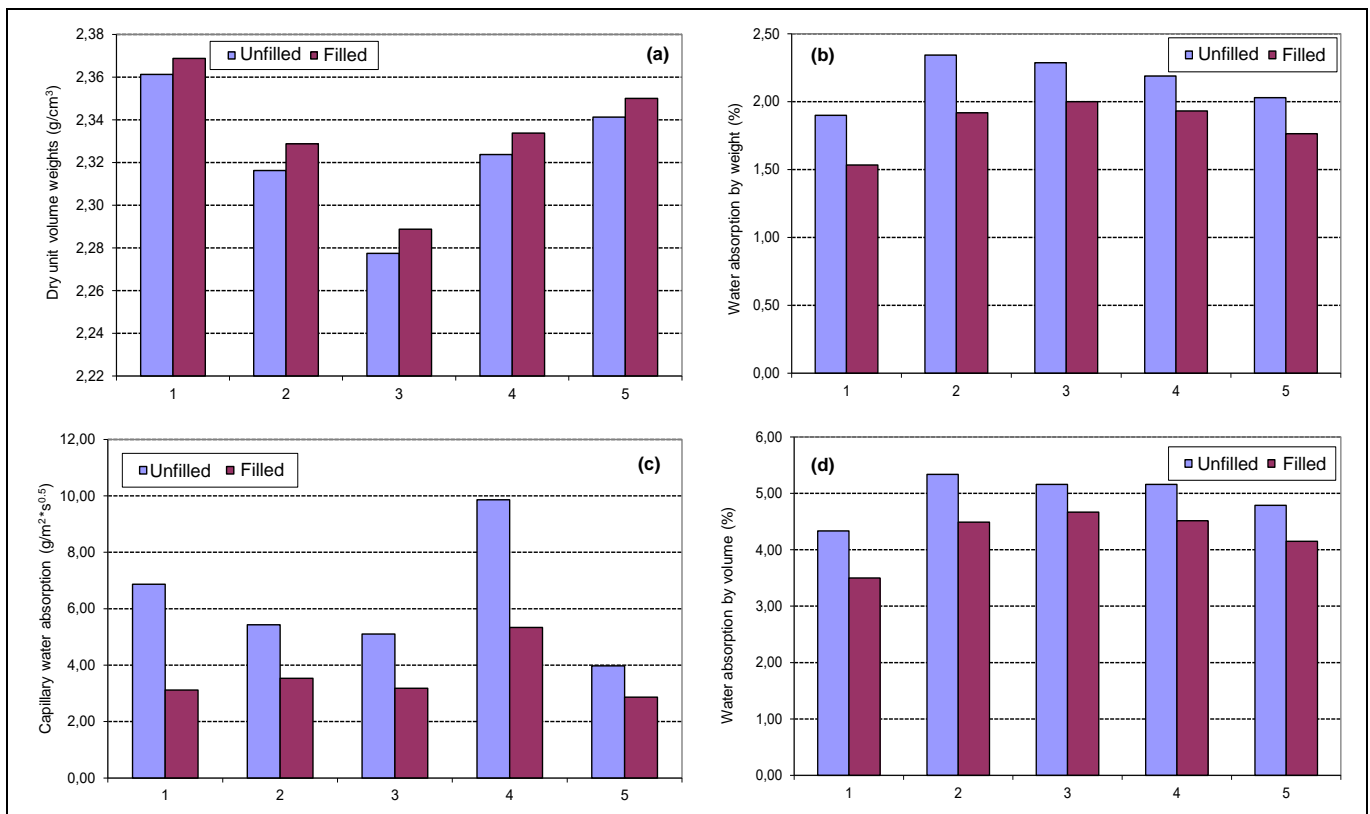 (a)
Unfilled Filled
Dry unit volume weights (g/cm³)
2,38
2,36
2,34
2,32
2,30
2,28
2,26
2,24
2,22
1 2 3 4 5
(b)
Unfilled Filled
Water absorption by weight (%)
2,50
2,00
1,50
1,00
0,50
0,00
1 2 3 4 5
(c)
Unfilled Filled
Capillary water absorption (g/m²*s⁰·⁵)
12,00
10,00
8,00
6,00
4,00
2,00
0,00
1 2 3 4 5
(d)
Unfilled Filled
Water absorption by volume (%)
6,00
5,00
4,00
3,00
2,00
1,00
0,00
1 2 3 4 5